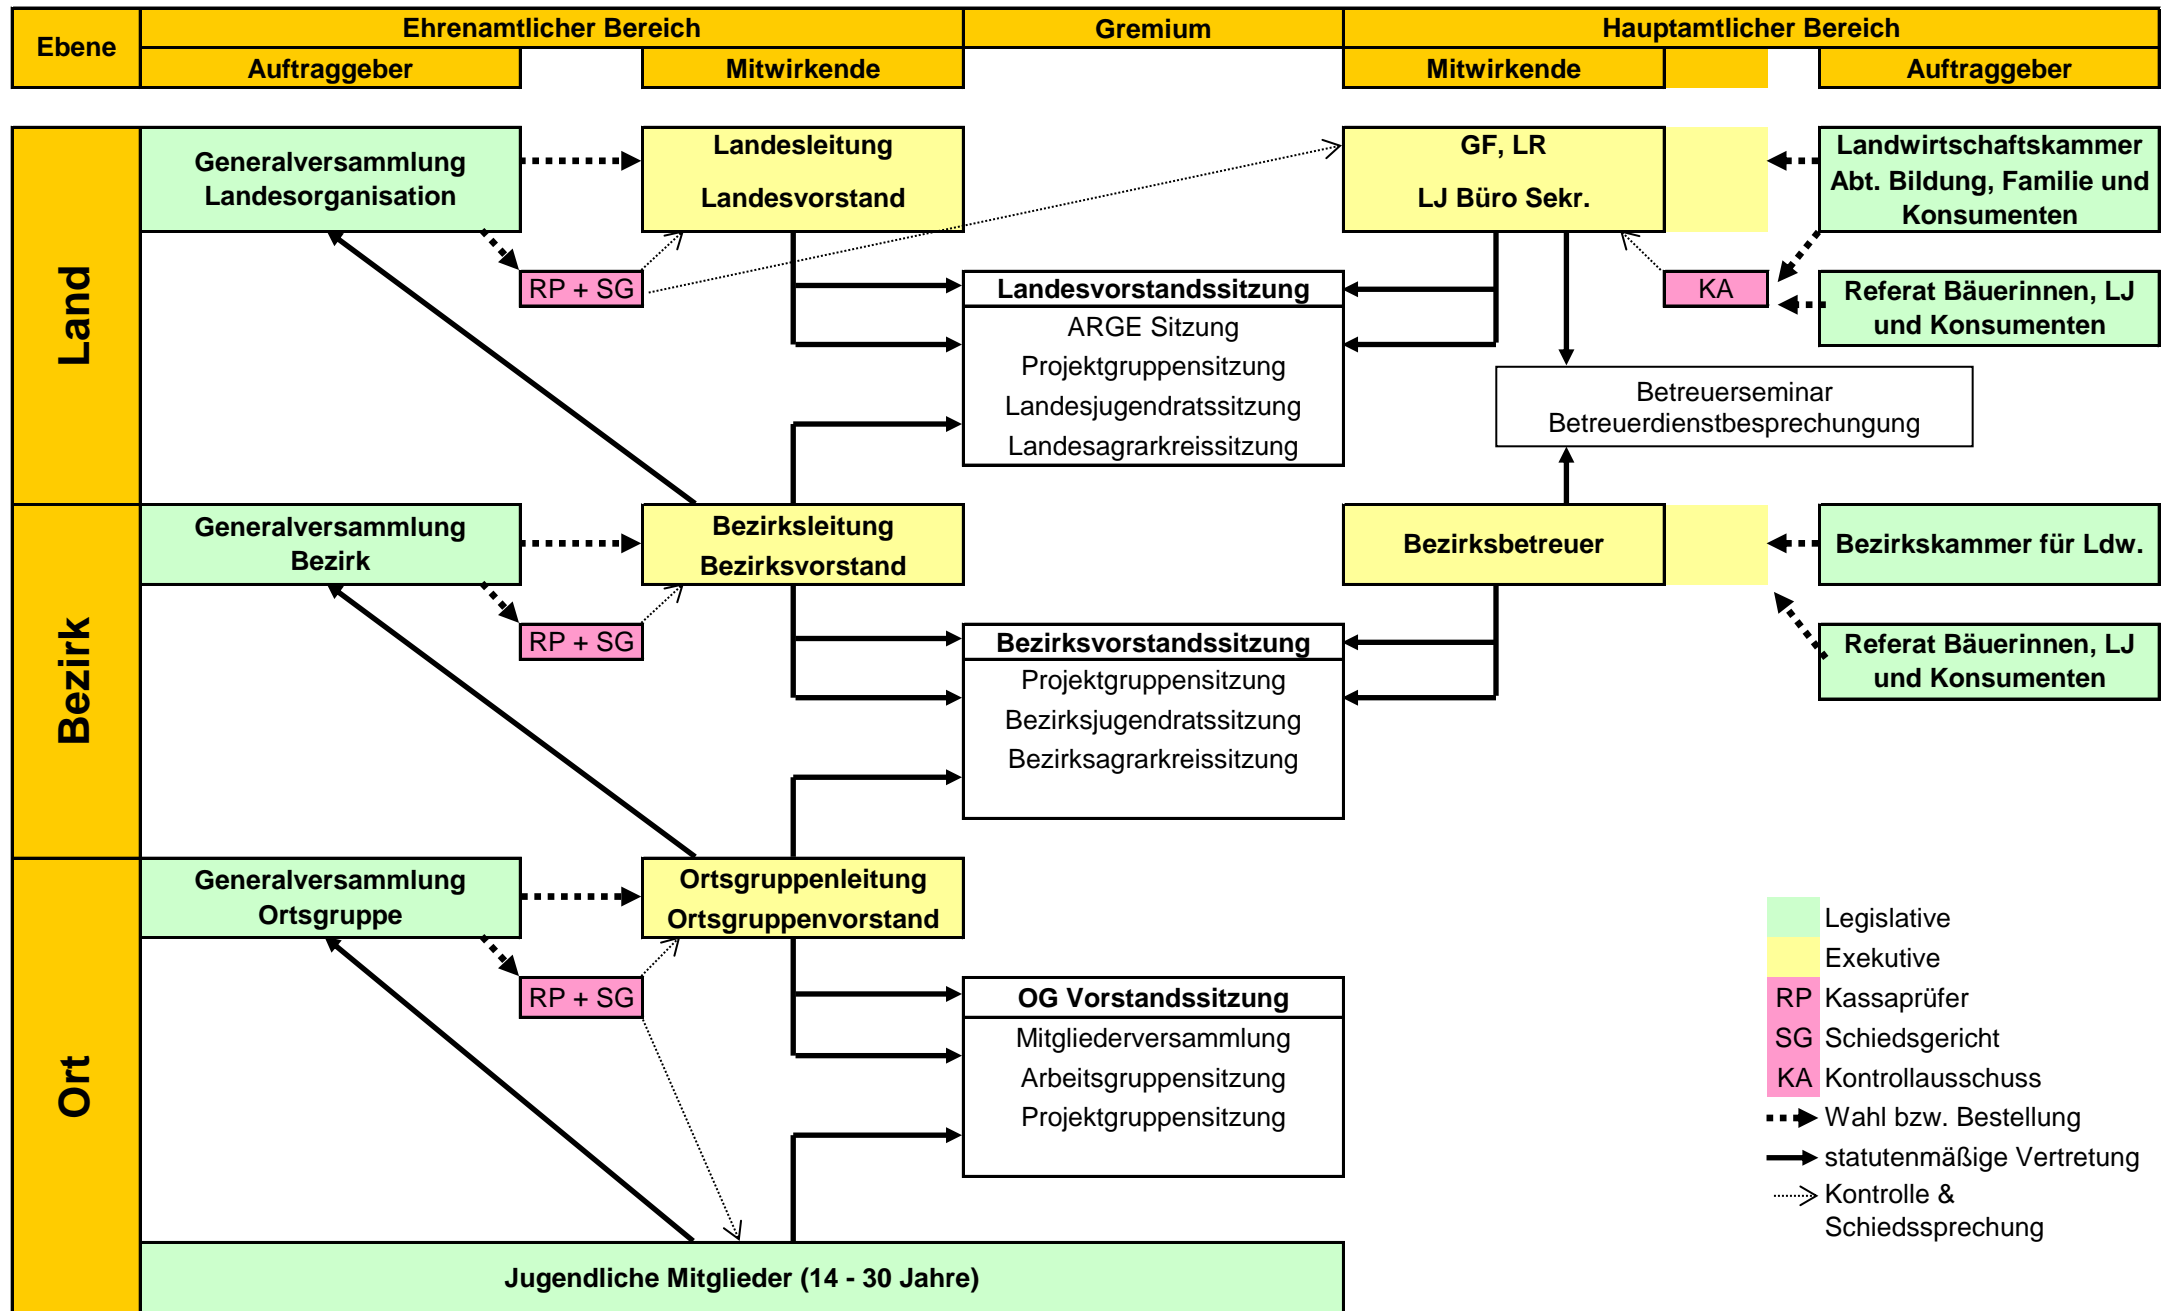 Ebene
Ehrenamtlicher Bereich
Gremium
Hauptamtlicher Bereich
Auftraggeber
Mitwirkende
Mitwirkende
Auftraggeber
Land
Generalversammlung
Landesorganisation
Landesleitung
Landesvorstand
GF, LR
LJ Büro Sekr.
Landwirtschaftskammer
Abt. Bildung, Familie und
Konsumenten
RP + SG
Landesvorstandssitzung
ARGE Sitzung
Projektgruppensitzung
Landesjugendratssitzung
Landesagrarkreissitzung
KA
Referat Bäuerinnen, LJ
und Konsumenten
Betreuerseminar
Betreuerdienstbesprechungung
Bezirk
Generalversammlung
Bezirk
Bezirksleitung
Bezirksvorstand
Bezirksbetreuer
Bezirkskammer für Ldw.
RP + SG
Bezirksvorstandssitzung
Projektgruppensitzung
Bezirksjugendratssitzung
Bezirksagrarkreissitzung
Referat Bäuerinnen, LJ
und Konsumenten
Ort
Generalversammlung
Ortsgruppe
Ortsgruppenleitung
Ortsgruppenvorstand
RP + SG
OG Vorstandssitzung
Mitgliederversammlung
Arbeitsgruppensitzung
Projektgruppensitzung
Jugendliche Mitglieder (14 - 30 Jahre)
Legislative
Exekutive
RP Kassaprüfer
SG Schiedsgericht
KA Kontrollausschuss
Wahl bzw. Bestellung
statutenmäßige Vertretung
Kontrolle &
Schiedssprechung